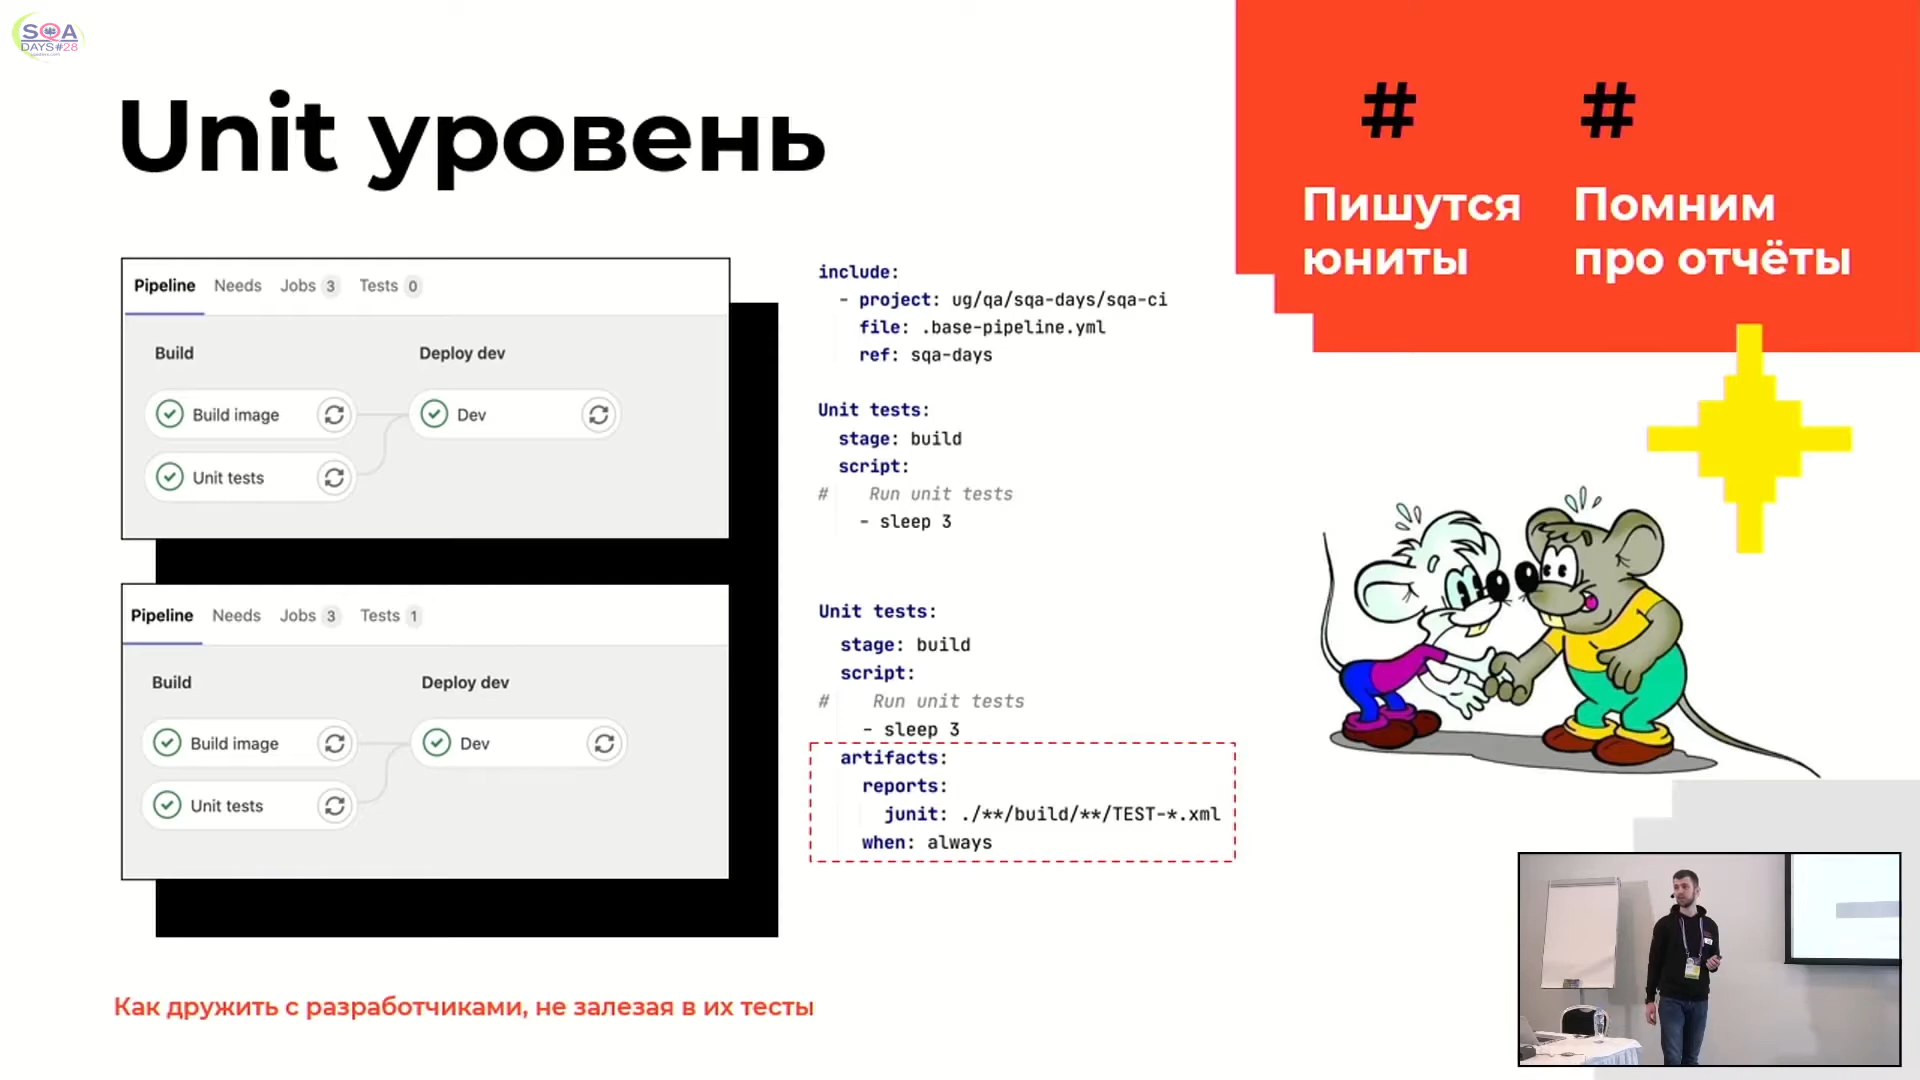 SQA
DAYS#28
Unit уровень
#
Пишутся
юниты
#
Помним
про отчёты
Pipeline Needs Jobs 3 Tests 0
Build Deploy dev
Build image Dev
Unit tests
include:
- project: ug/qa/sqa-days/sqa-ci
file: .base-pipeline.yml
ref: sqa-days
Unit tests:
stage: build
script:
# Run unit tests
- sleep 3
Pipeline Needs Jobs 3 Tests 1
Build Deploy dev
Build image Dev
Unit tests
Unit tests:
stage: build
script:
# Run unit tests
- sleep 3
artifacts:
reports:
junit: ./**/build/**/TEST-*.xml
when: always
Как дружить с разработчиками, не залезая в их тесты